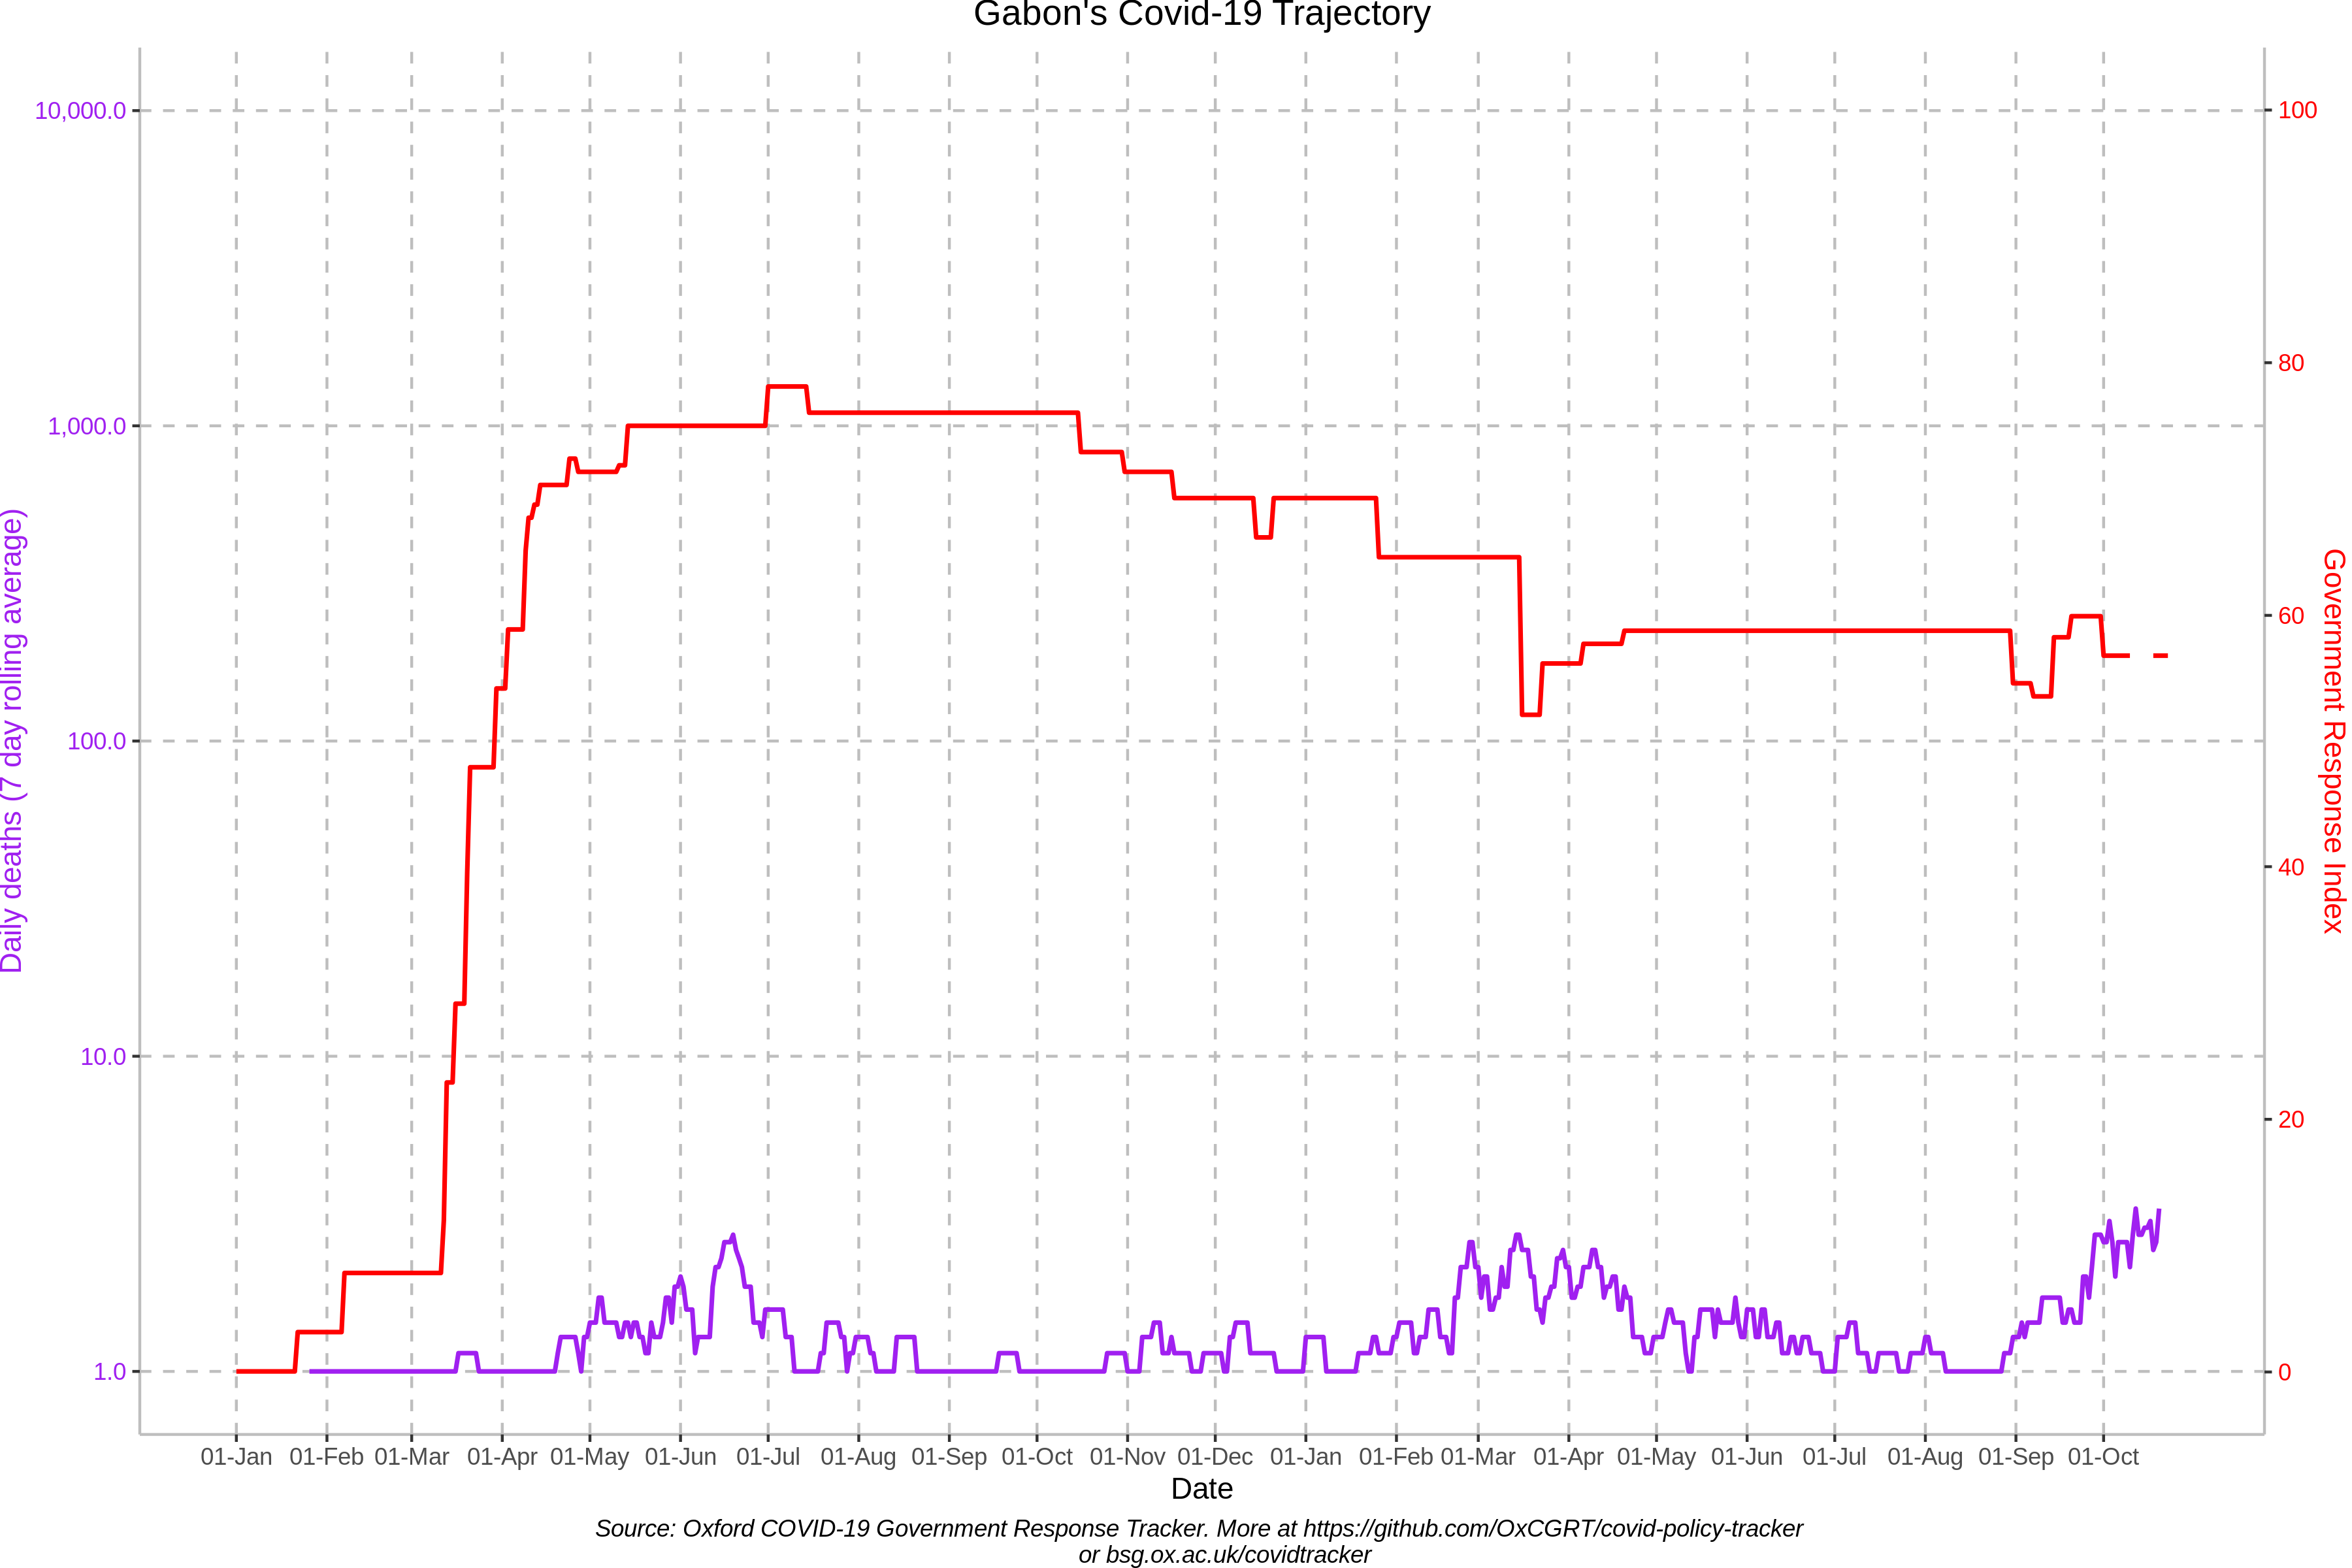 Gabon's Covid-19 Trajectory
10,000.0
1,000.0
100.0
10.0
1.0
Daily deaths (7 day rolling average)
100
80
60
40
20
0
Government Response Index
01-Jan 01-Feb 01-Mar 01-Apr 01-May 01-Jun 01-Jul 01-Aug 01-Sep 01-Oct 01-Nov 01-Dec 01-Jan 01-Feb 01-Mar 01-Apr 01-May 01-Jun 01-Jul 01-Aug 01-Sep 01-Oct
Date
Source: Oxford COVID-19 Government Response Tracker. More at https://github.com/OxCGRT/covid-policy-tracker
or bsg.ox.ac.uk/covidtracker